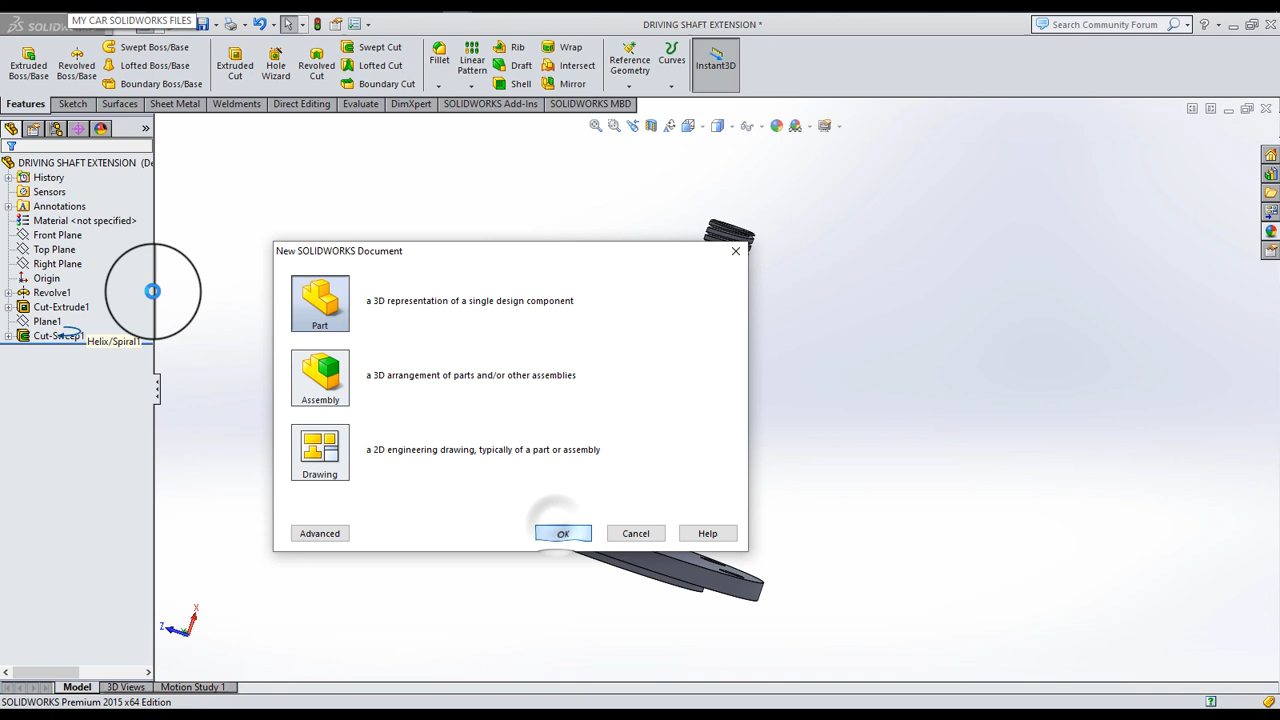 SOLIDWORKS
MY CAR SOLIDWORKS FILES
DRIVING SHAFT EXTENSION *
Search Community Forum
Extruded Boss/Base
Revolved Boss/Base
Swept Boss/Base
Lofted Boss/Base
Boundary Boss/Base
Extruded Cut
Hole Wizard
Revolved Cut
Swept Cut
Lofted Cut
Boundary Cut
Fillet
Linear Pattern
Rib
Draft
Shell
Wrap
Intersect
Mirror
Reference Geometry
Curves
Instant3D
Features
Sketch
Surfaces
Sheet Metal
Weldments
Direct Editing
Evaluate
DimXpert
SOLIDWORKS Add-Ins
SOLIDWORKS MBD
DRIVING SHAFT EXTENSION (De
History
Sensors
Annotations
Material <not specified>
Front Plane
Top Plane
Right Plane
Origin
Revolve1
Cut-Extrude1
Plane1
Cut-Sweep1
Helix/Spiral1
New SOLIDWORKS Document
Part
a 3D representation of a single design component
Assembly
a 3D arrangement of parts and/or other assemblies
Drawing
a 2D engineering drawing, typically of a part or assembly
Advanced
OK
Cancel
Help
X
Z
Model
3D Views
Motion Study 1
SOLIDWORKS Premium 2015 x64 Edition